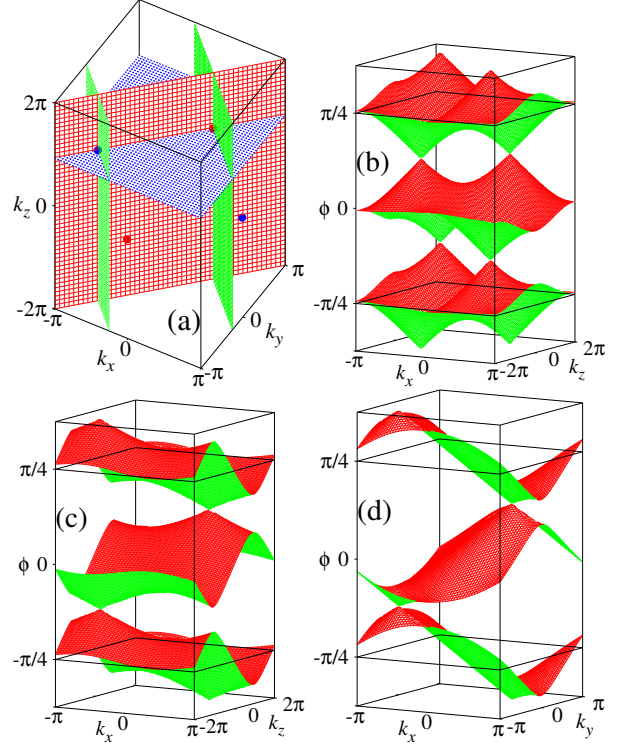 2π
k_z 0
-2π
-π
k_x 0
π
-π
0 k_y
π
(a)
π/4
(b)
ϕ 0
-π/4
-π
k_x 0
π
-2π
0 k_z
2π
π/4
(c)
ϕ 0
-π/4
-π
k_x 0
π
-2π
0 k_z
2π
π/4
(d)
ϕ 0
-π/4
-π
k_x 0
π
-π
0 k_y
π